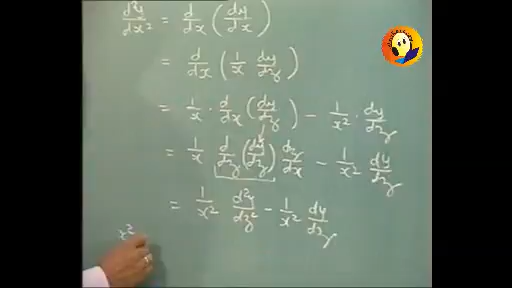 d²y/dx² = d/dx (dy/dx)
= d/dx (1/x dy/dz)
= 1/x · d/dx (dy/dz) - 1/x² · dy/dz
= 1/x d/dz (dy/dz) dz/dx - 1/x² dy/dz
= 1/x² d²y/dz² - 1/x² dy/dz
x²